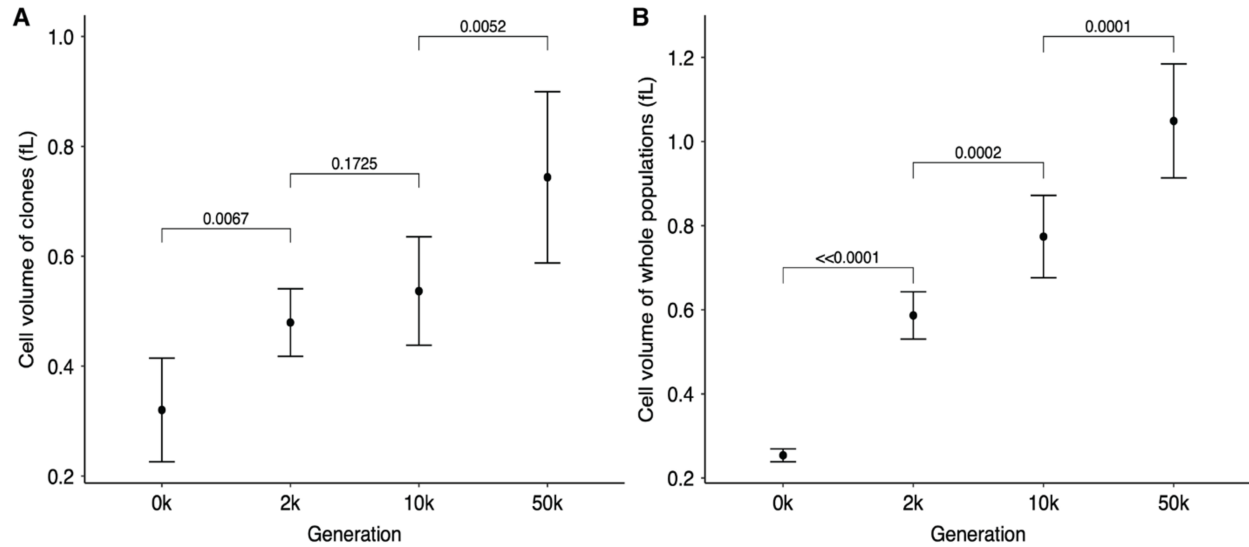 A
Cell volume of clones (fL)
1.0
0.8
0.6
0.4
0.2
0.0067
0.1725
0.0052
0k
2k
10k
50k
Generation
B
Cell volume of whole populations (fL)
1.2
1.0
0.8
0.6
0.4
0.2
<<0.0001
0.0002
0.0001
0k
2k
10k
50k
Generation